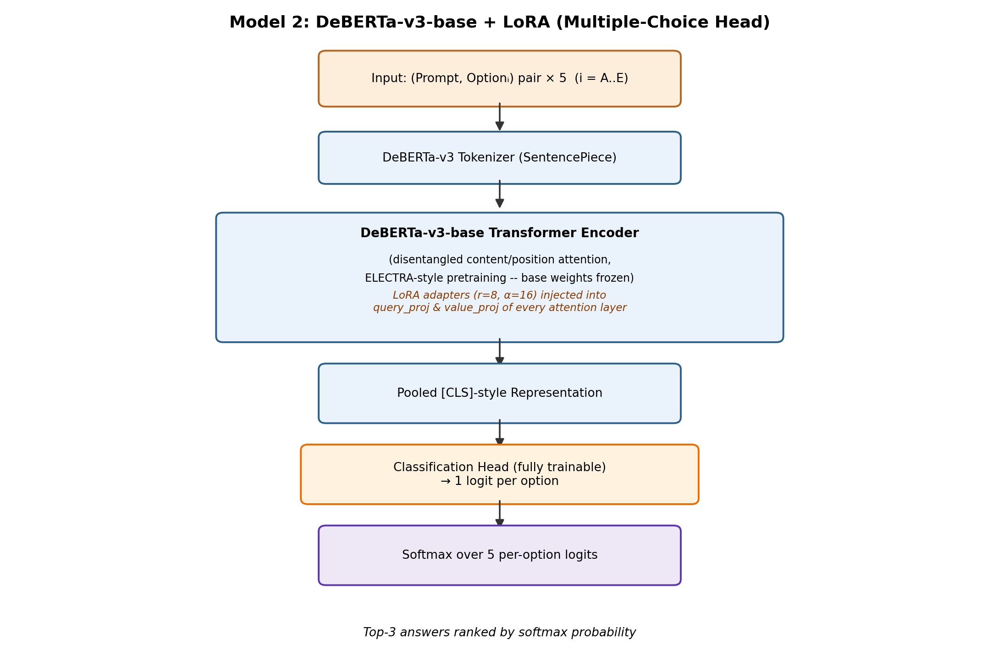 Model 2: DeBERTa-v3-base + LoRA (Multiple-Choice Head)
Input: (Prompt, Optionᵢ) pair × 5  (i = A..E)
DeBERTa-v3 Tokenizer (SentencePiece)
DeBERTa-v3-base Transformer Encoder
(disentangled content/position attention,
ELECTRA-style pretraining -- base weights frozen)
LoRA adapters (r=8, α=16) injected into
query_proj & value_proj of every attention layer
Pooled [CLS]-style Representation
Classification Head (fully trainable)
→ 1 logit per option
Softmax over 5 per-option logits
Top-3 answers ranked by softmax probability